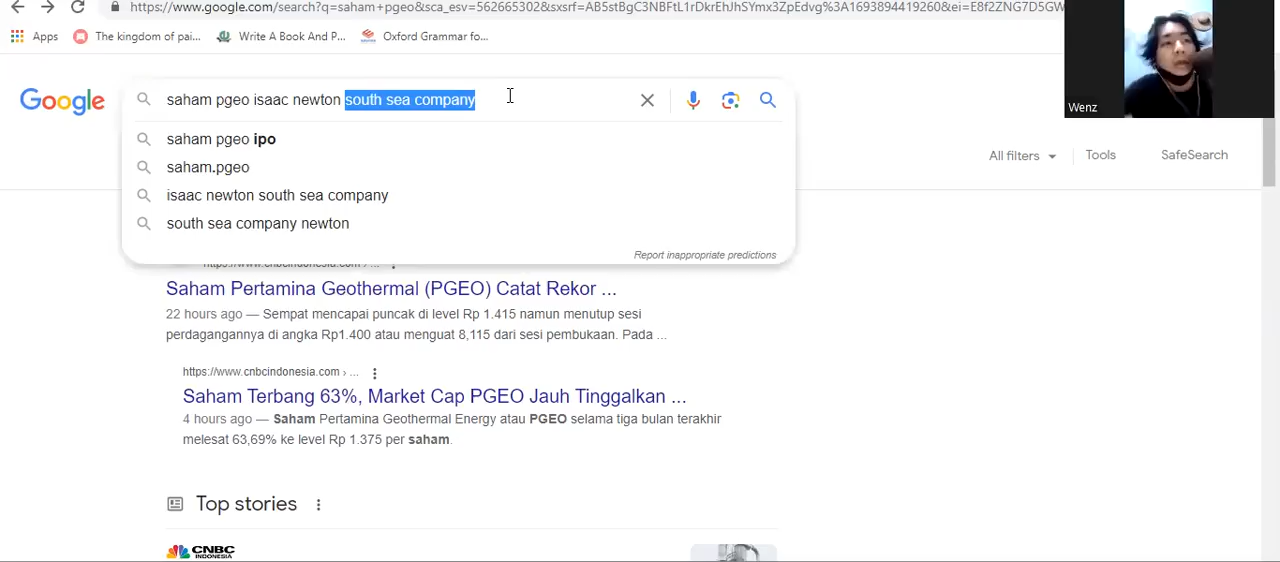 https://www.google.com/search?q=saham+pgeo&sca_esv=562665302&sxsrf=AB5stBgC3NBFtL1rDkrEhJhSYmx3ZpEdvg%3A1693894419260&ei=E8f2ZNG7D5GW
Apps The kingdom of pai... Write A Book And P... Oxford Grammar fo...
Wenz
Google
saham pgeo isaac newton south sea company
saham pgeo ipo
saham.pgeo
isaac newton south sea company
south sea company newton
Report inappropriate predictions
All filters Tools SafeSearch
https://www.cnbcindonesia.com › ...
Saham Pertamina Geothermal (PGEO) Catat Rekor ...
22 hours ago — Sempat mencapai puncak di level Rp 1.415 namun menutup sesi
perdagangannya di angka Rp1.400 atau menguat 8,115 dari sesi pembukaan. Pada ...
https://www.cnbcindonesia.com › ...
Saham Terbang 63%, Market Cap PGEO Jauh Tinggalkan ...
4 hours ago — Saham Pertamina Geothermal Energy atau PGEO selama tiga bulan terakhir
melesat 63,69% ke level Rp 1.375 per saham.
Top stories
CNBC
INDONESIA